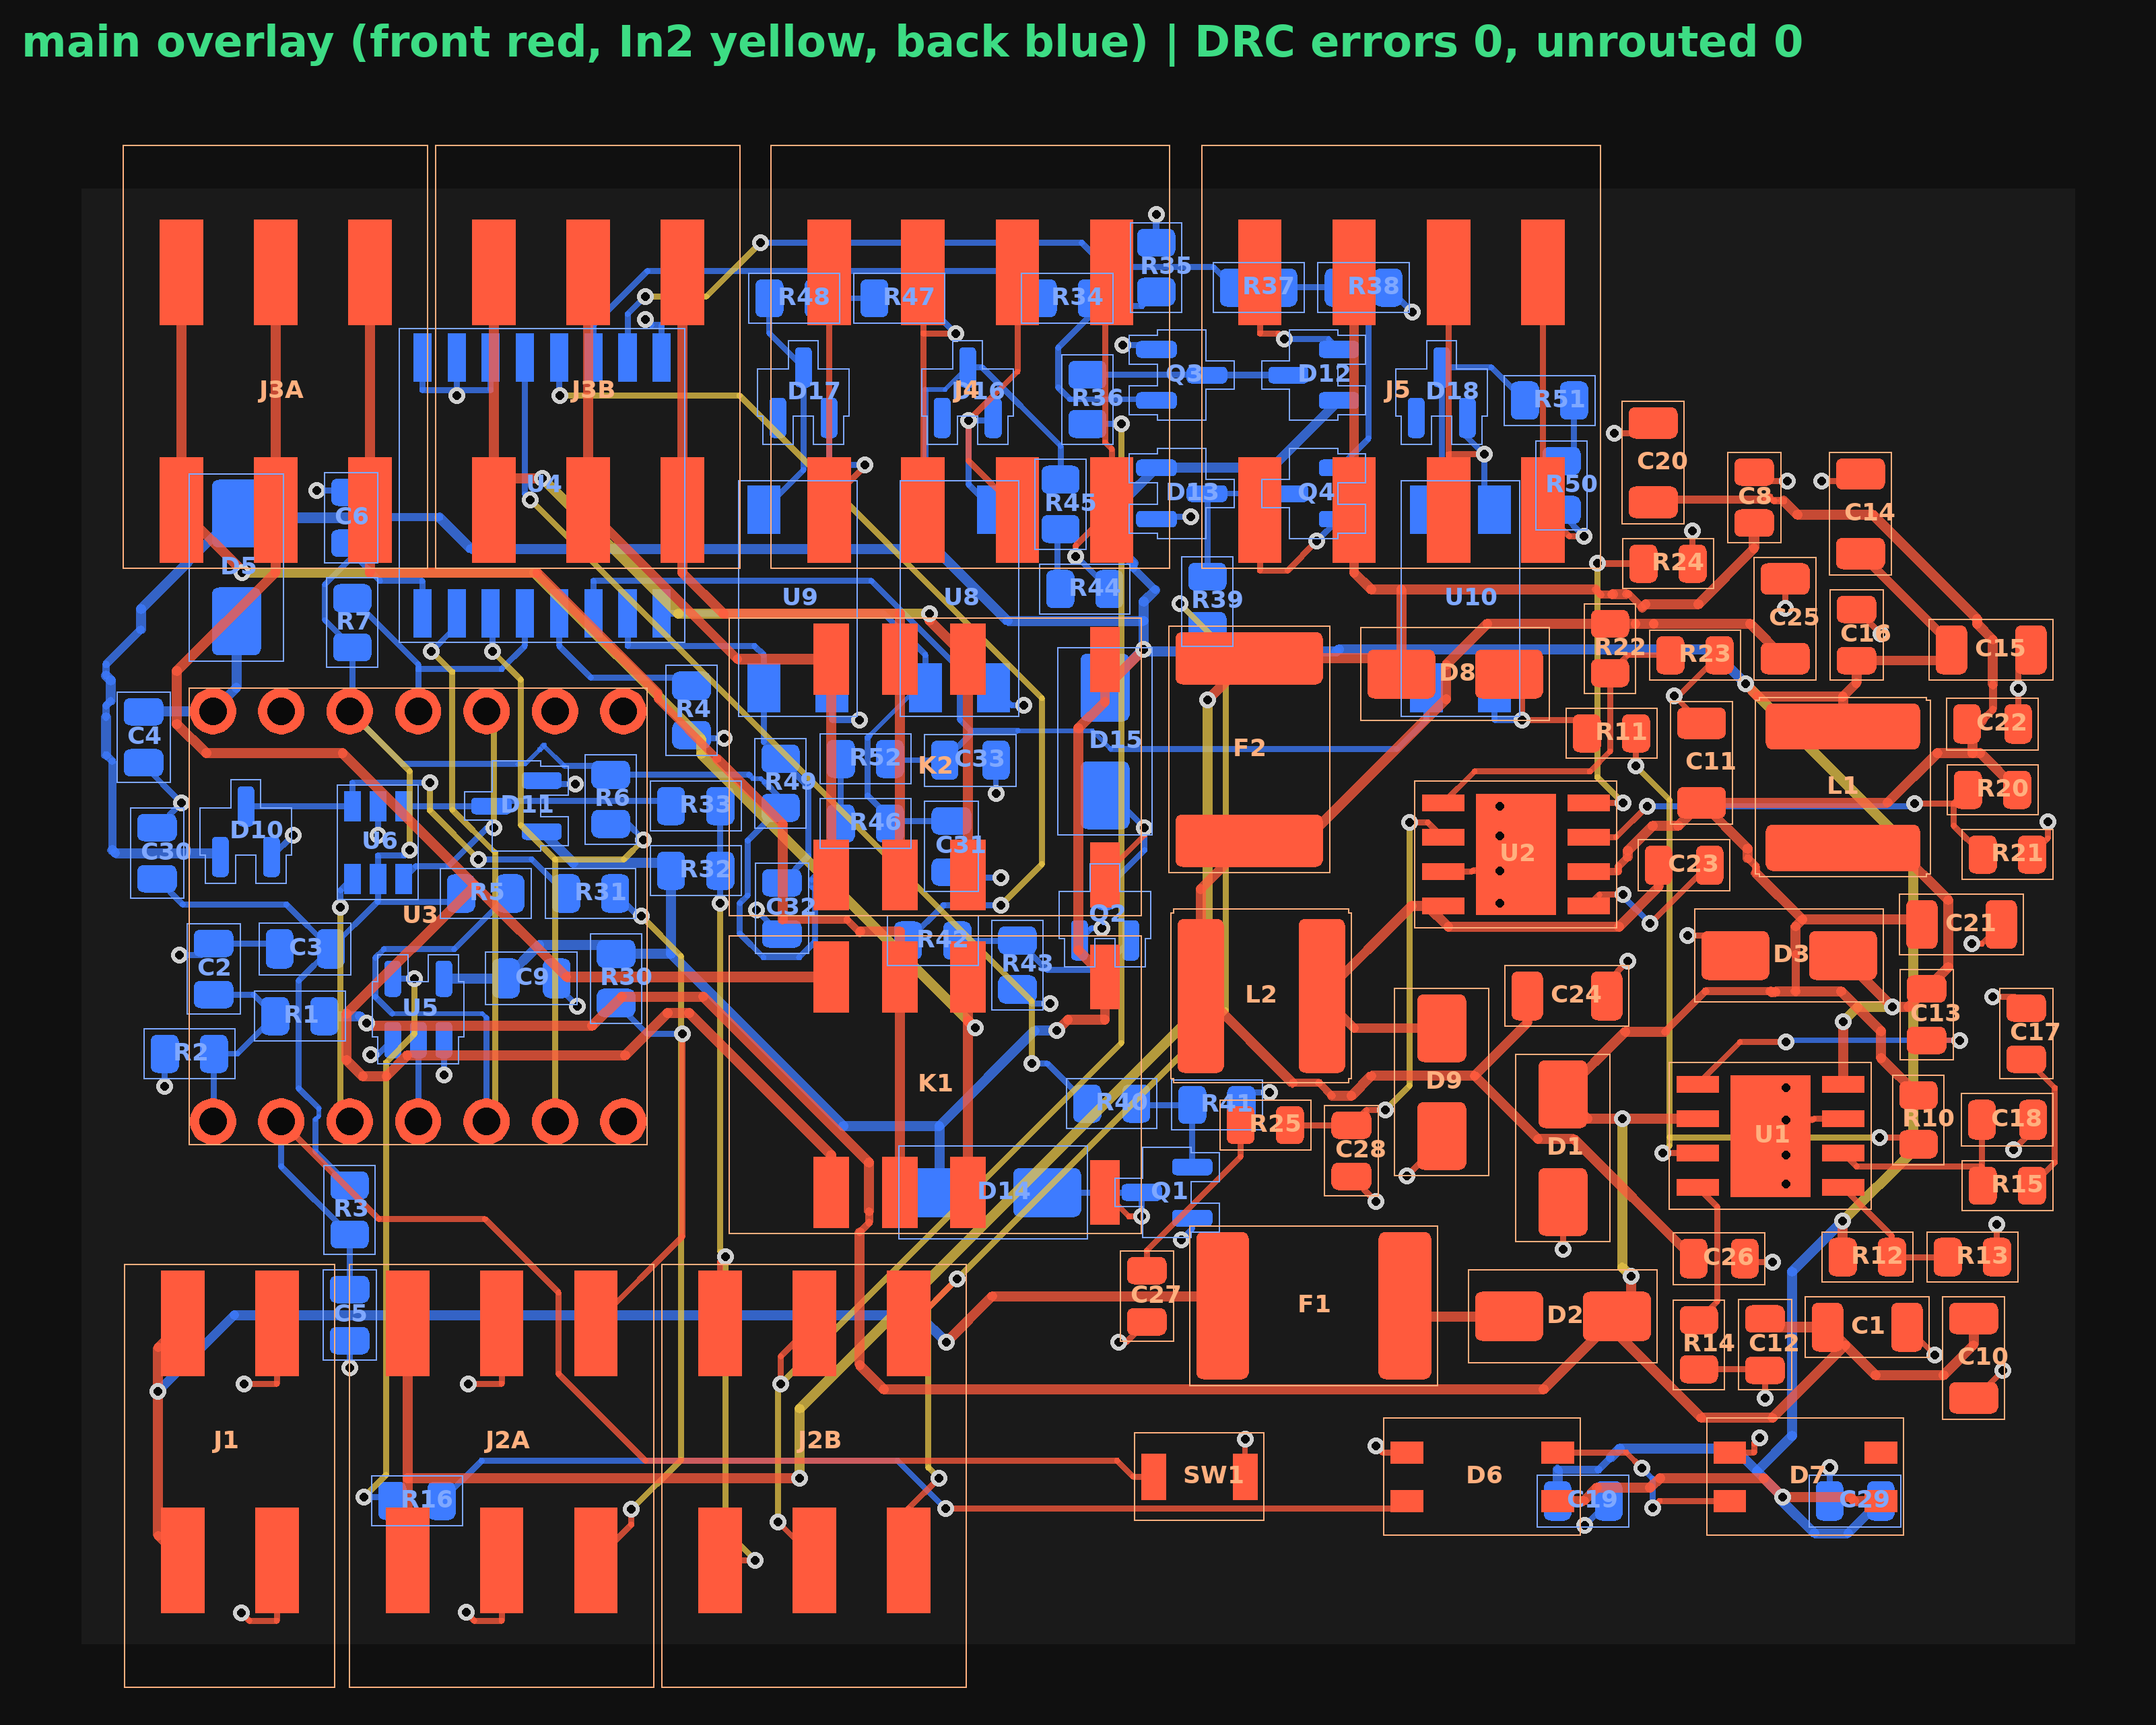 main overlay (front red, In2 yellow, back blue) | DRC errors 0, unrouted 0
R35
R48 R47 R34 R37 R38
J3A J3B D17 J4 R36 Q3 D12 J5 D18 R51
C20 C8 C14
U4 C6 R45 D13 Q4 R50
D5 R7 U9 U8 R44 R39 U10 R24 C25 C16
R22 R23 C15
R4 D15 K2 F2 D8 R11 C11 L1 C22
C4 R49 R52 C33 R20
C30 D10 U6 D11 R6 R33 R46 C31 U2 C23 R21
R5 R31 R32 C32 Q2
U3 C2 C3 U5 C9 R30 R42 R43 L2 C24 D3 C21
R2 R1 K1 R40 R41 R25 C28 D9 D1 U1 C13 C17
R10 C18
R3 D14 Q1 R15
C5 C27 F1 D2 C26 R12 R13
R14 C12 C1 C10
J1 J2A J2B
R16 SW1 D6 C19 D7 C29